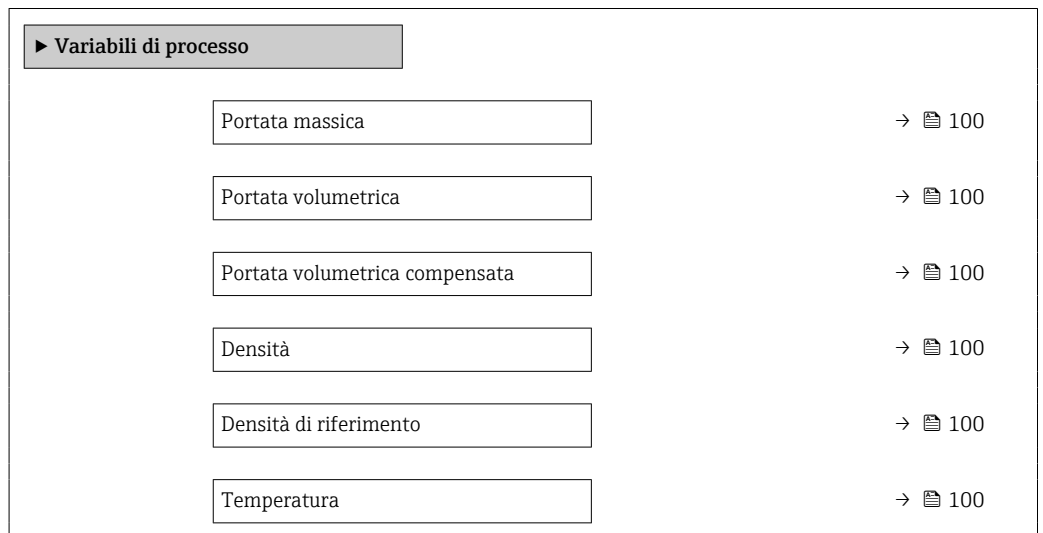 ▶ Variabili di processo
Portata massica → 100
Portata volumetrica → 100
Portata volumetrica compensata → 100
Densità → 100
Densità di riferimento → 100
Temperatura → 100